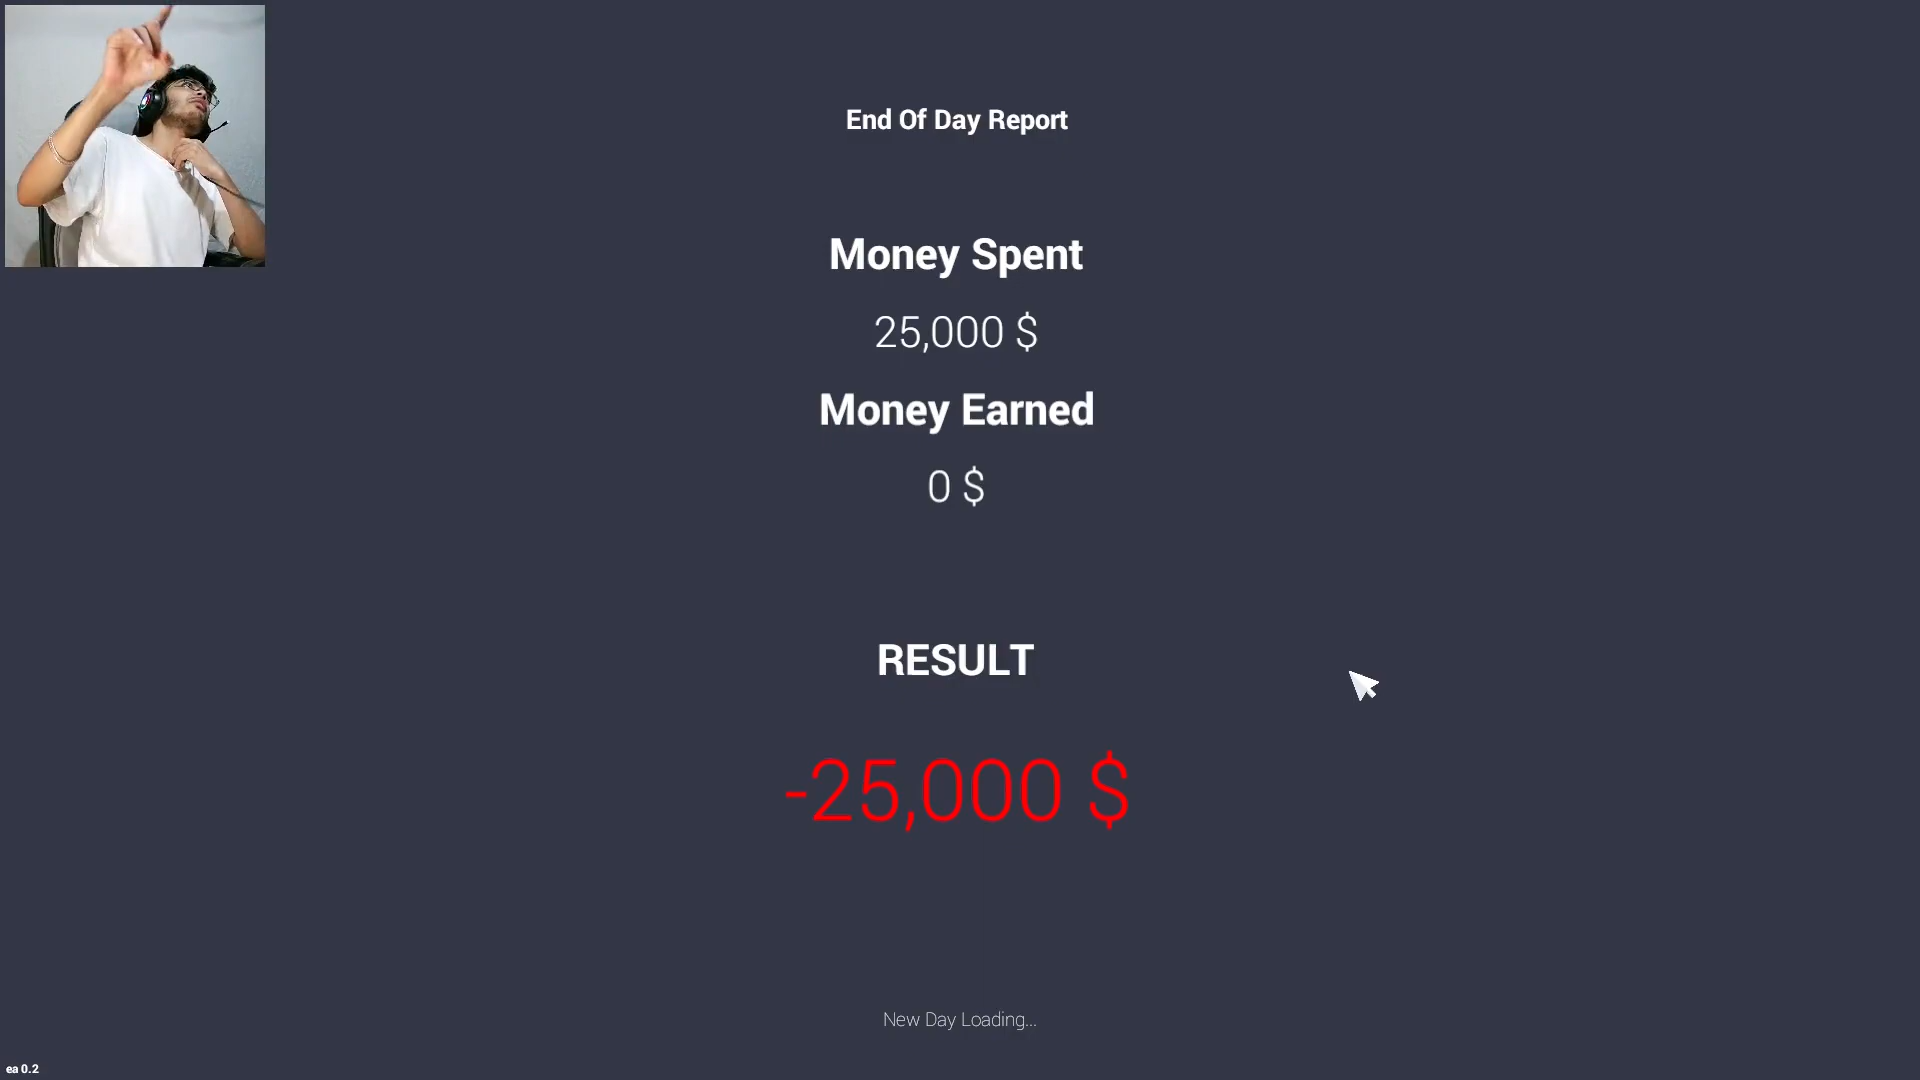 End Of Day Report
Money Spent
25,000 $
Money Earned
0 $
RESULT
-25,000 $
New Day Loading...
ea 0.2